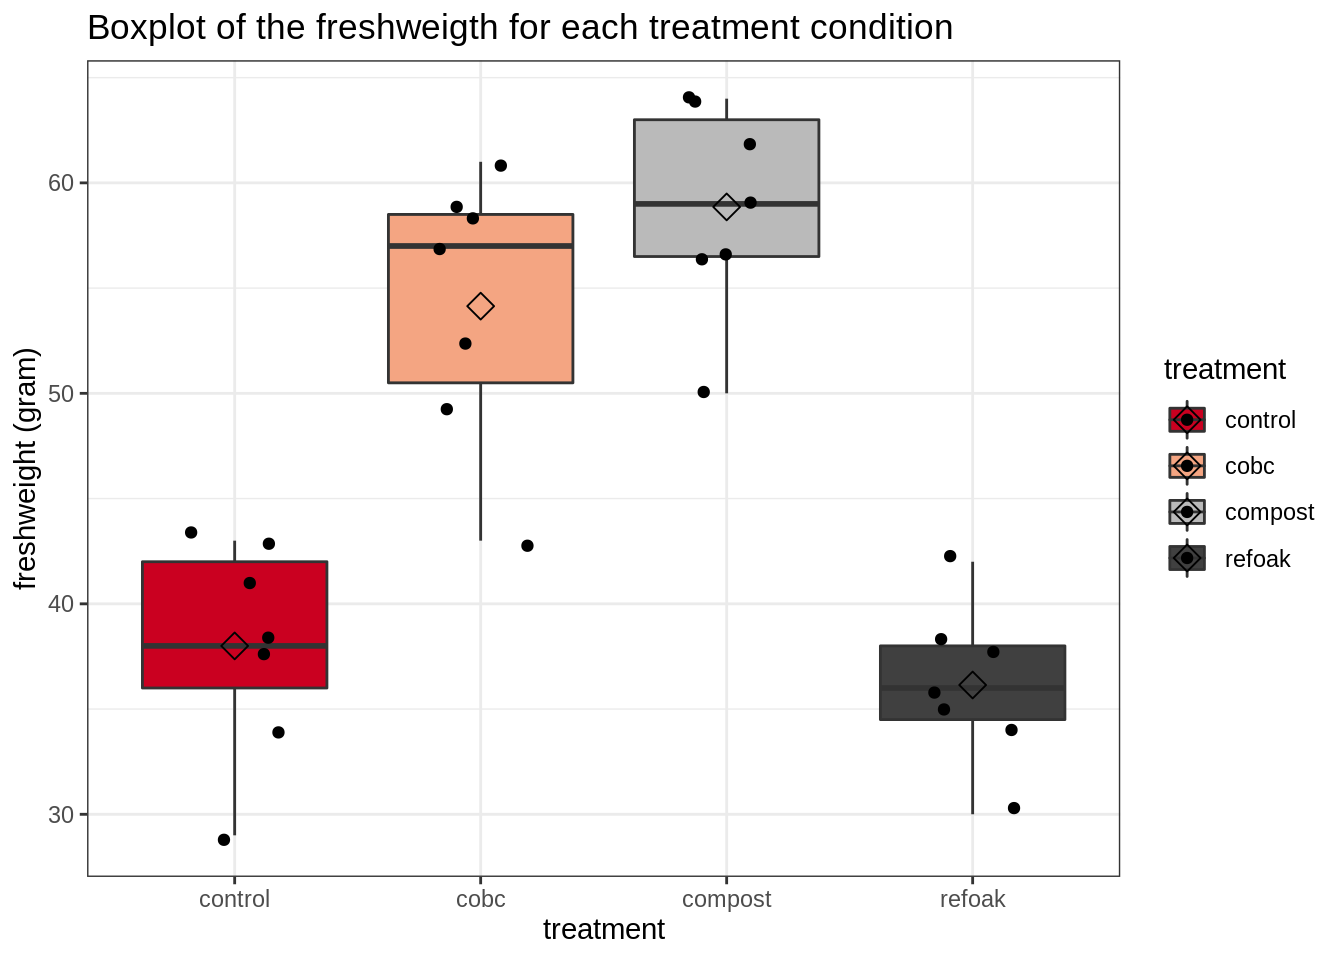 Boxplot of the freshweigth for each treatment condition
freshweight (gram)
60
50
40
30
control
cobc
compost
refoak
treatment
treatment
control
cobc
compost
refoak